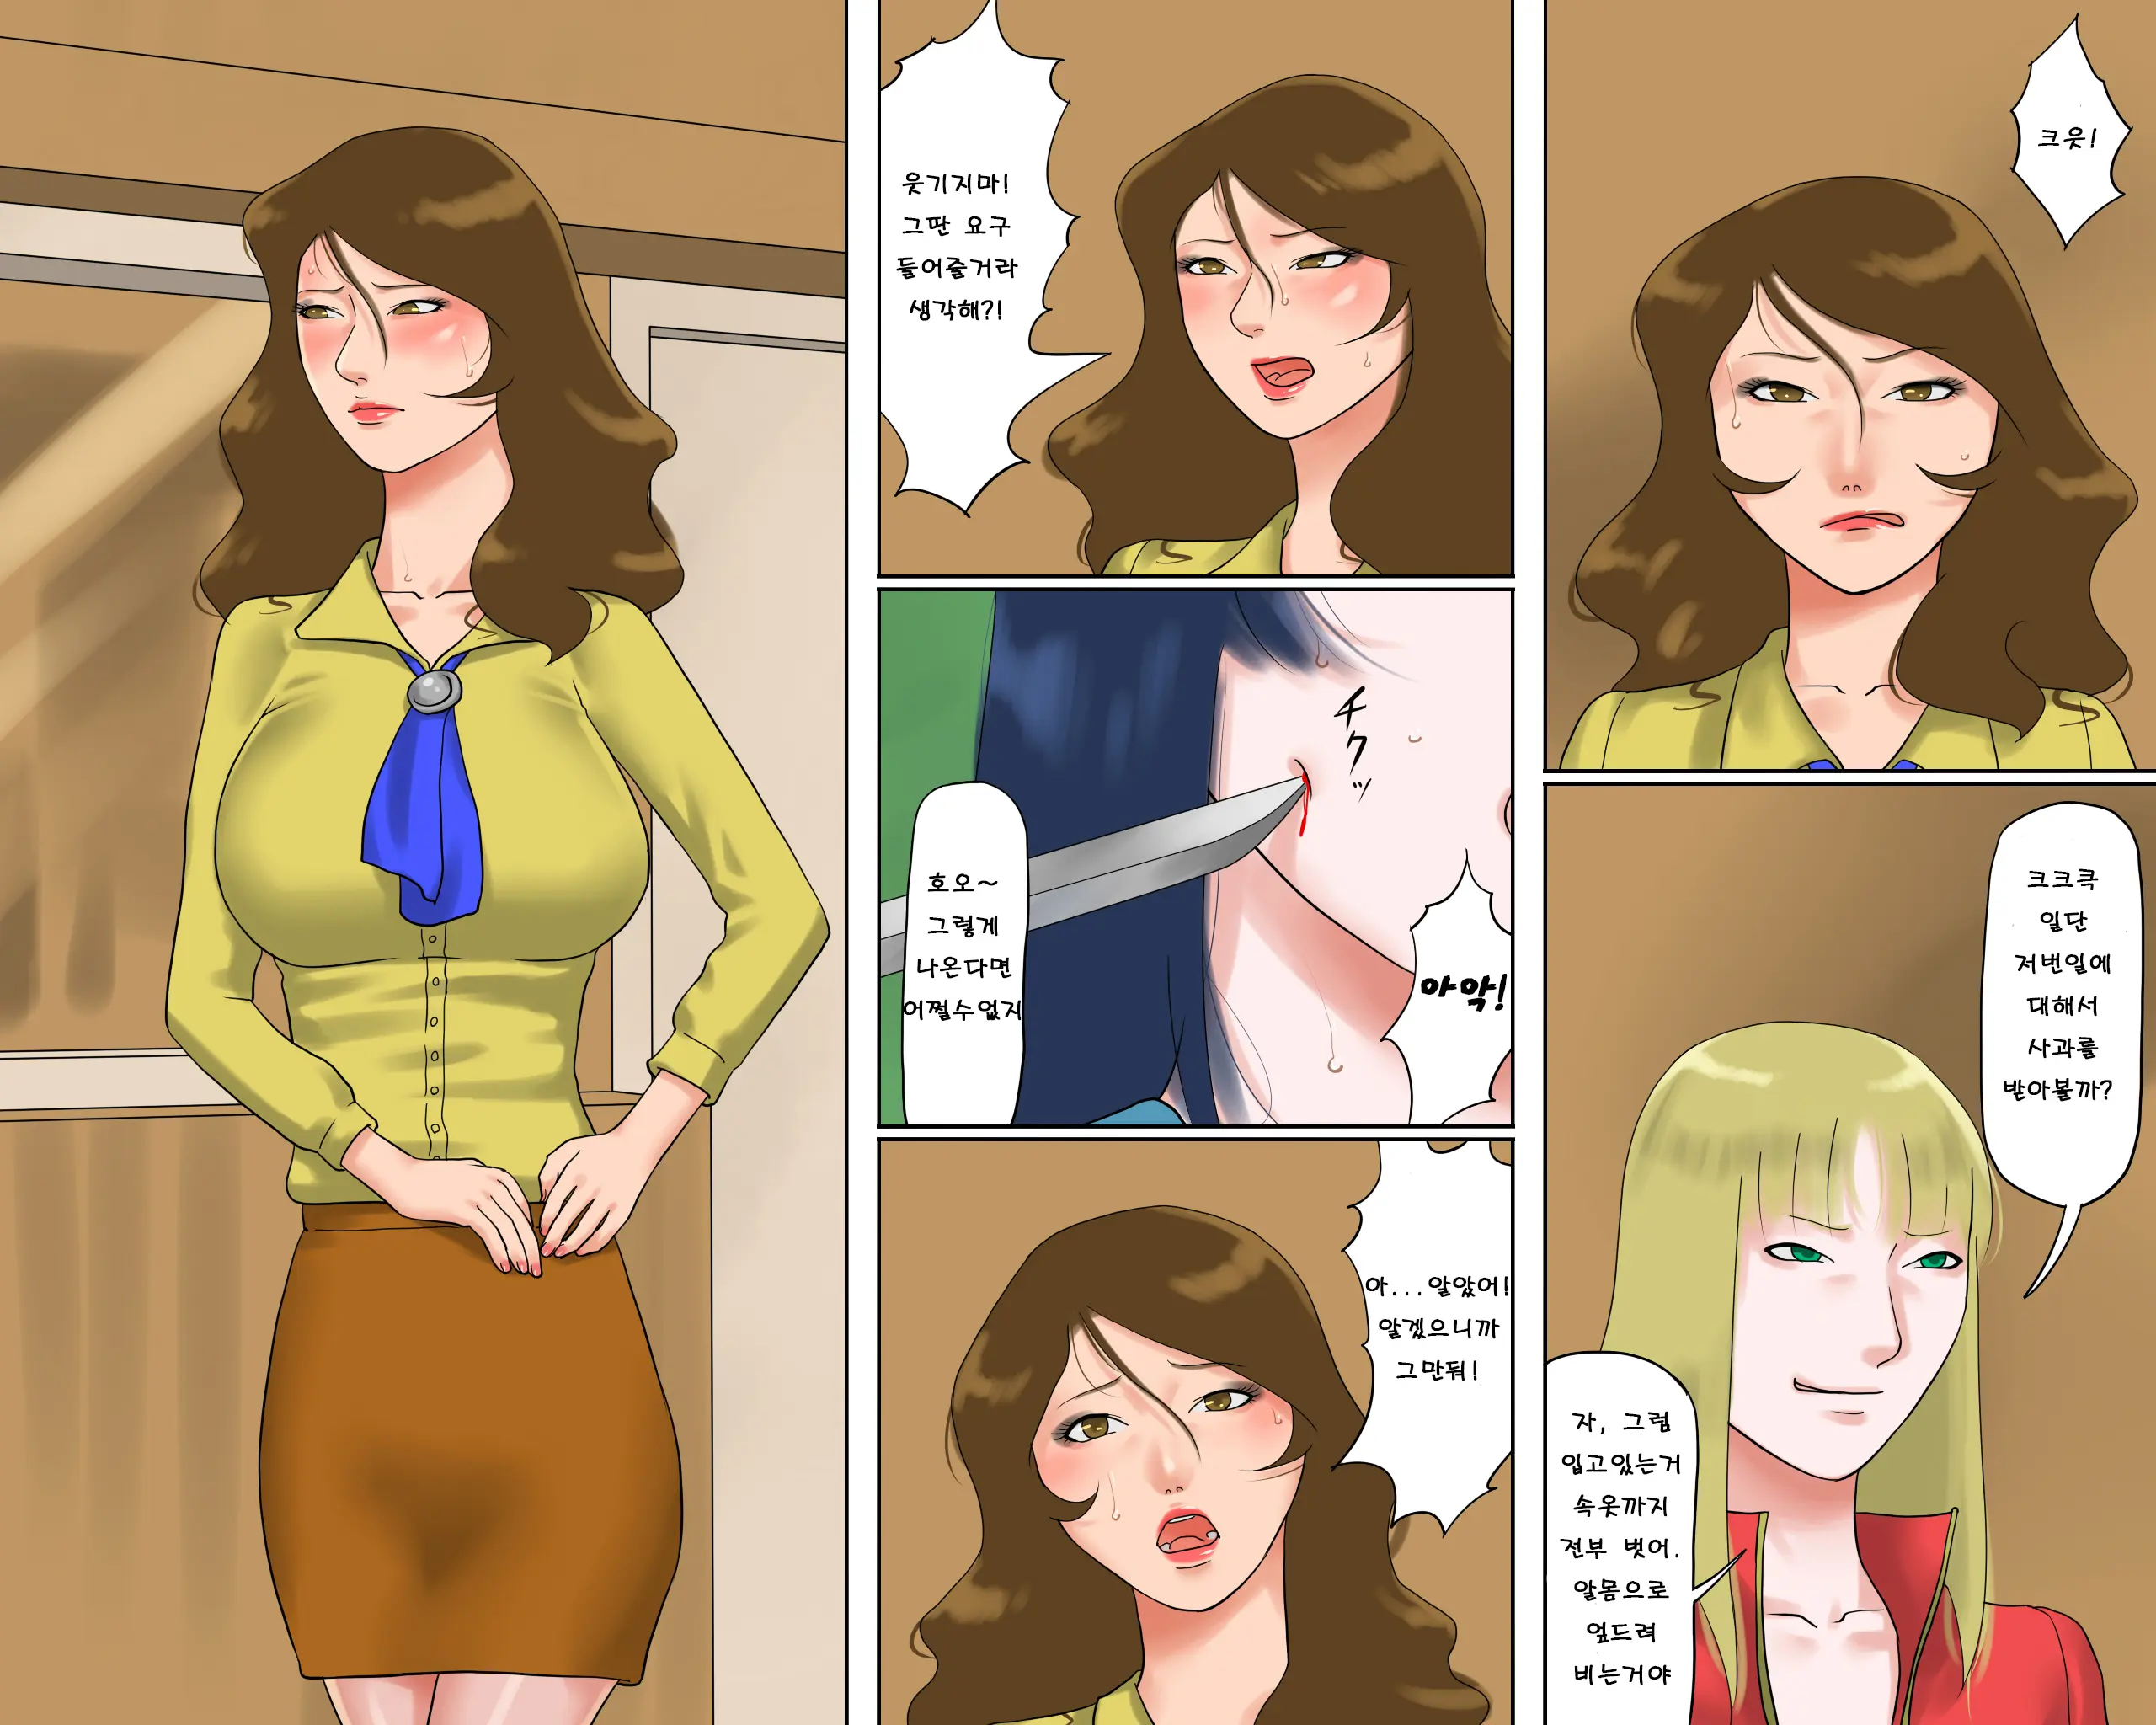 크읏!
크크큭
일단
저번일에
대해서
사과를
받아볼까?
자, 그럼
입고있는거
속옷까지
전부 벗어.
알몸으로
엎드려
비는거야
웃기지마!
그딴 요구
들어줄거라
생각해?!
チクッ
아악!
호오~
그렇게
나온다면
어쩔수없지
아...알았어!
알겠으니까
그만둬!